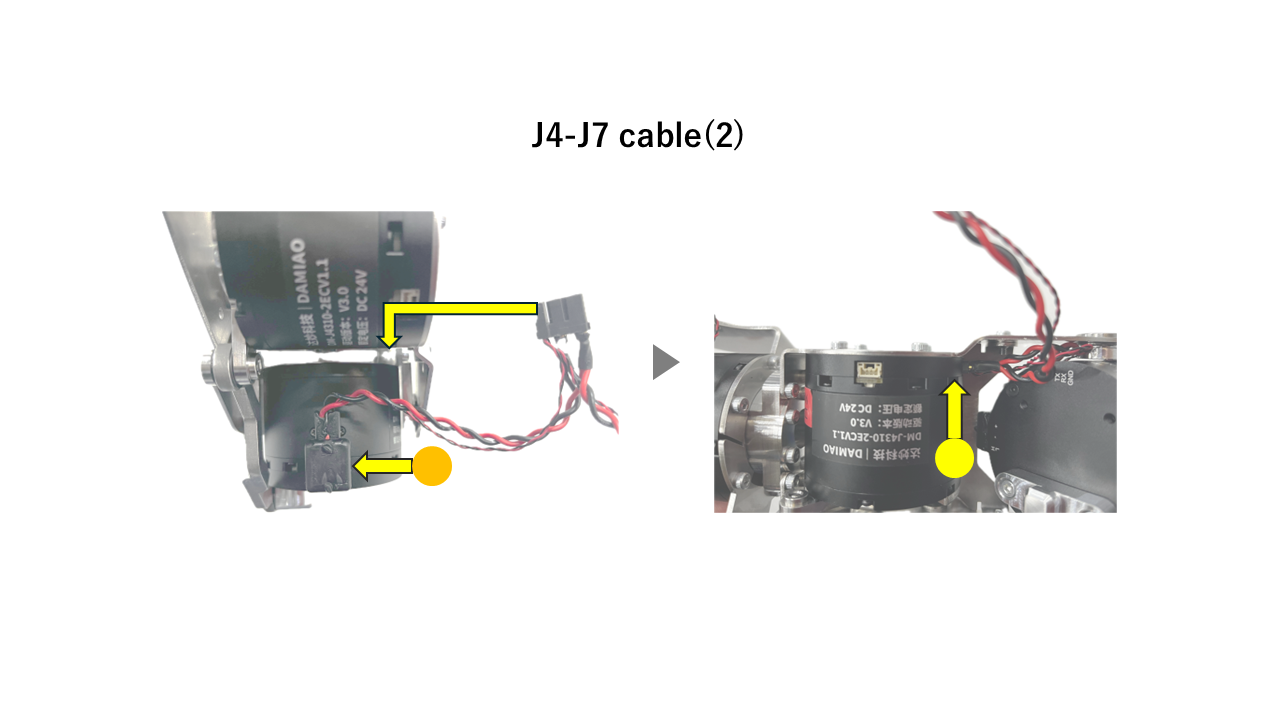 J4-J7 cable(2)
达妙科技 | DAMIAO
DM-J4310-2ECV1.1
驱动版本: V3.0
额定电压: DC 24V
TX
RX
GND
额定电压: DC 24V
驱动版本: V3.0
DM-J4310-2ECV1.1
达妙科技 | DAMIAO